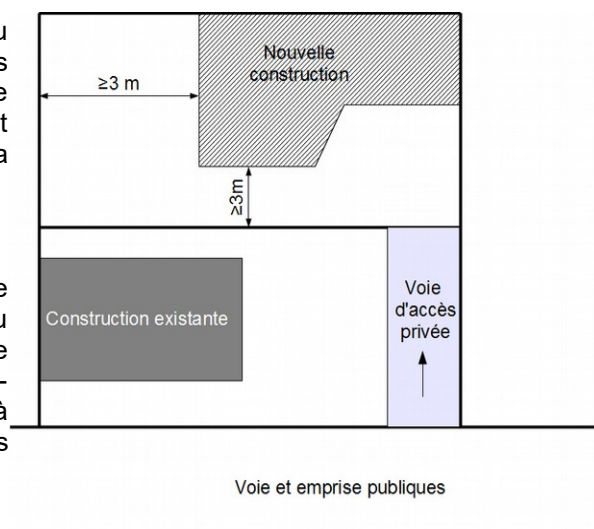 u
s
e
t
a
e
u
e
-
à
s
Nouvelle
construction
≥3 m
≥3m
Construction existante
Voie
d'accès
privée
Voie et emprise publiques